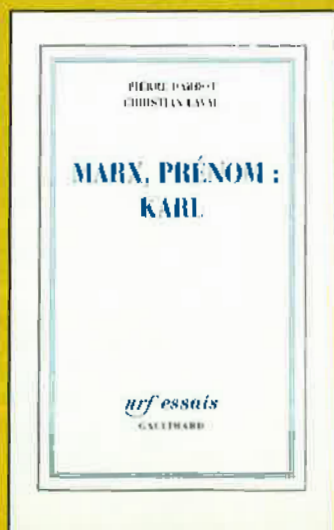 PIERRE DARDOT
CHRISTIAN LAVAL
MARX, PRÉNOM :
KARL
nrf essais
GALLIMARD